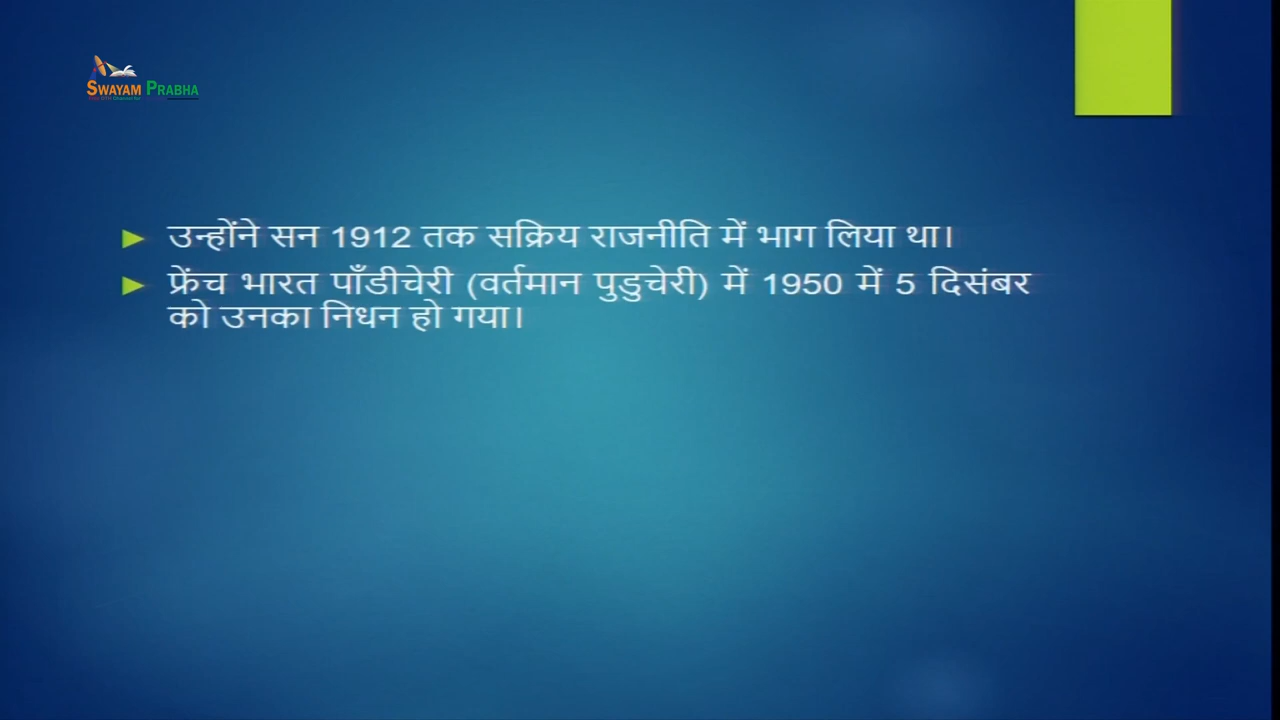 SWAYAM PRABHA
उन्होंने सन 1912 तक सक्रिय राजनीति में भाग लिया था।
फ्रेंच भारत पाँडीचेरी (वर्तमान पुडुचेरी) में 1950 में 5 दिसंबर
को उनका निधन हो गया।